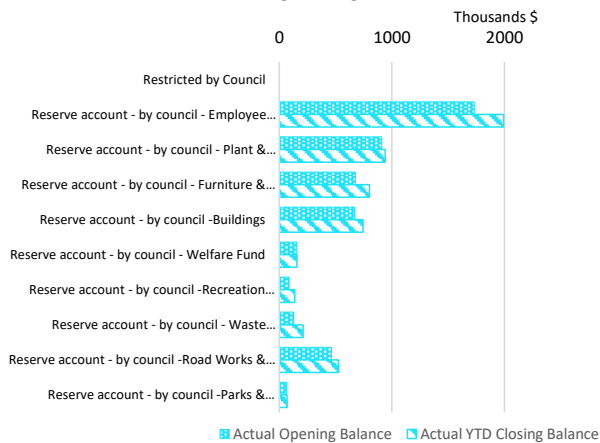 Thousands $
0 1000 2000
Restricted by Council
Reserve account - by council - Employee...
Reserve account - by council - Plant &...
Reserve account - by council - Furniture &...
Reserve account - by council -Buildings
Reserve account - by council - Welfare Fund
Reserve account - by council -Recreation...
Reserve account - by council - Waste...
Reserve account - by council -Road Works &...
Reserve account - by council -Parks &...
Actual Opening Balance Actual YTD Closing Balance